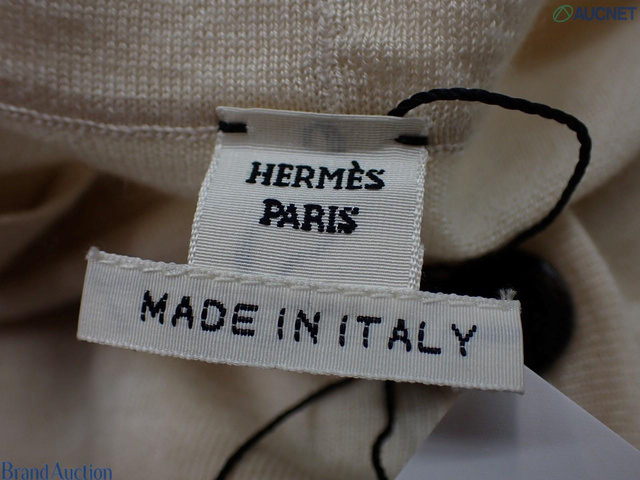 AUCNET
HERMÈS
PARIS
MADE IN ITALY
Brand Auction